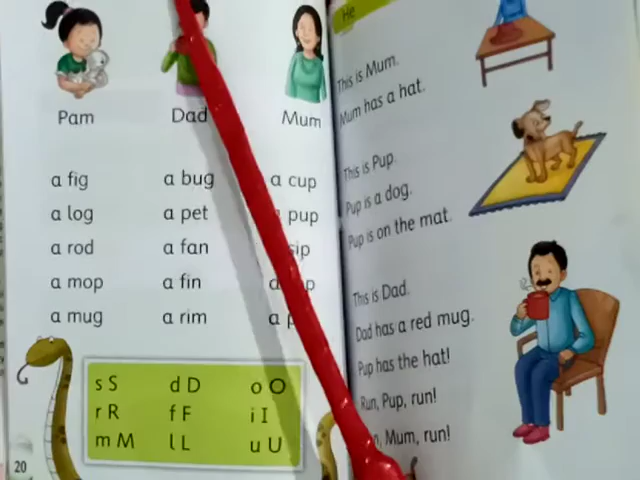 Pam Dad Mum
a fig a bug a cup
a log a pet pup
a rod a fan sip
a mop a fin a
a mug a rim a
s S d D o O
r R f F i I
m M l L u U
20
He
This is Mum.
Mum has a hat.
This is Pup.
Pup is a dog.
Pup is on the mat.
This is Dad.
Dad has a red mug.
Pup has the hat!
Run, Pup, run!
Mum, run!